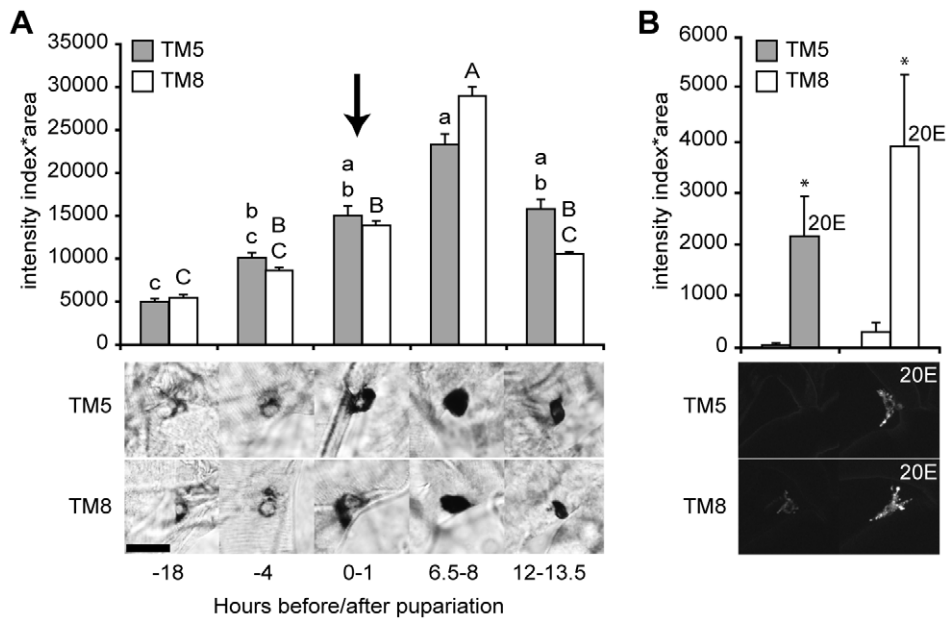 A
35000
30000
25000
20000
15000
10000
5000
0
intensity index*area
TM5
TM8
c
C
b
c
B
C
a
b
B
a
A
a
b
B
C
TM5
TM8
-18 -4 0-1 6.5-8 12-13.5
Hours before/after pupariation
B
6000
5000
4000
3000
2000
1000
0
intensity index*area
TM5
TM8
*
20E
*
20E
TM5
20E
TM8
20E